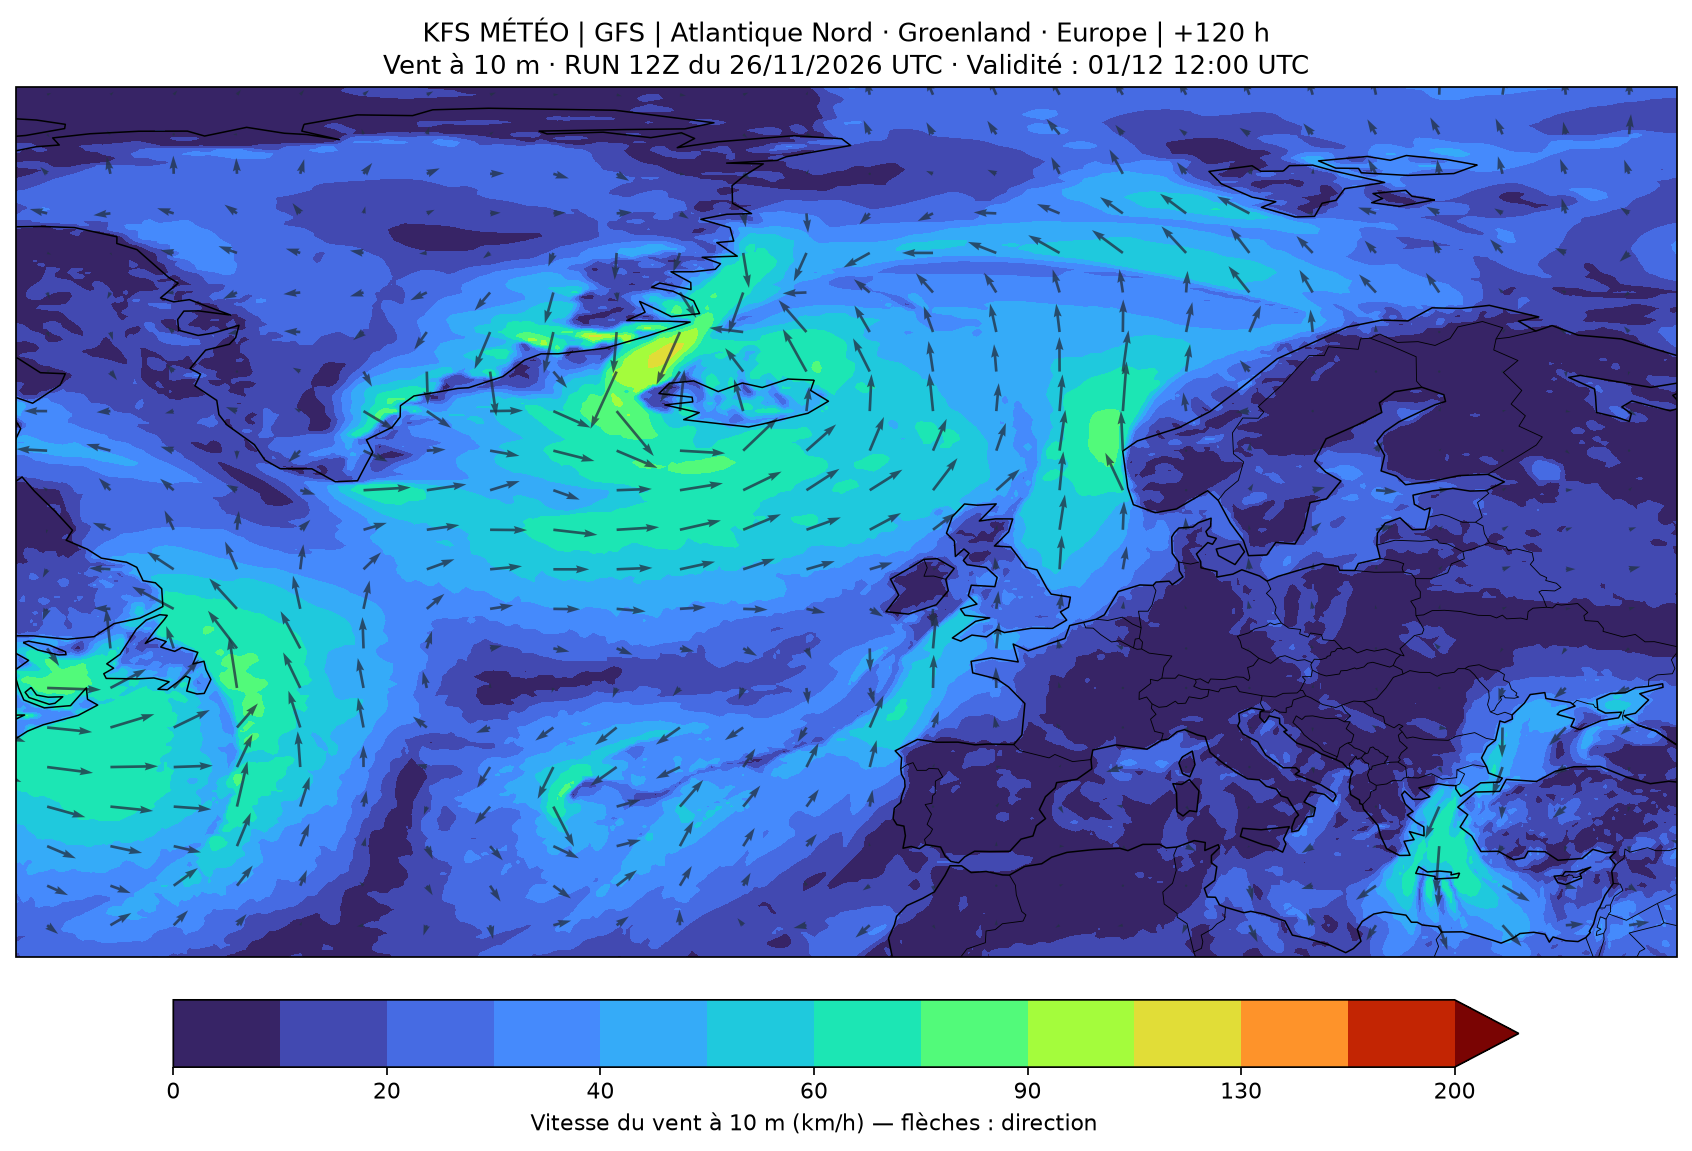 KFS MÉTÉO | GFS | Atlantique Nord · Groenland · Europe | +120 h
Vent à 10 m · RUN 12Z du 26/11/2026 UTC · Validité : 01/12 12:00 UTC
0 20 40 60 90 130 200
Vitesse du vent à 10 m (km/h) — flèches : direction